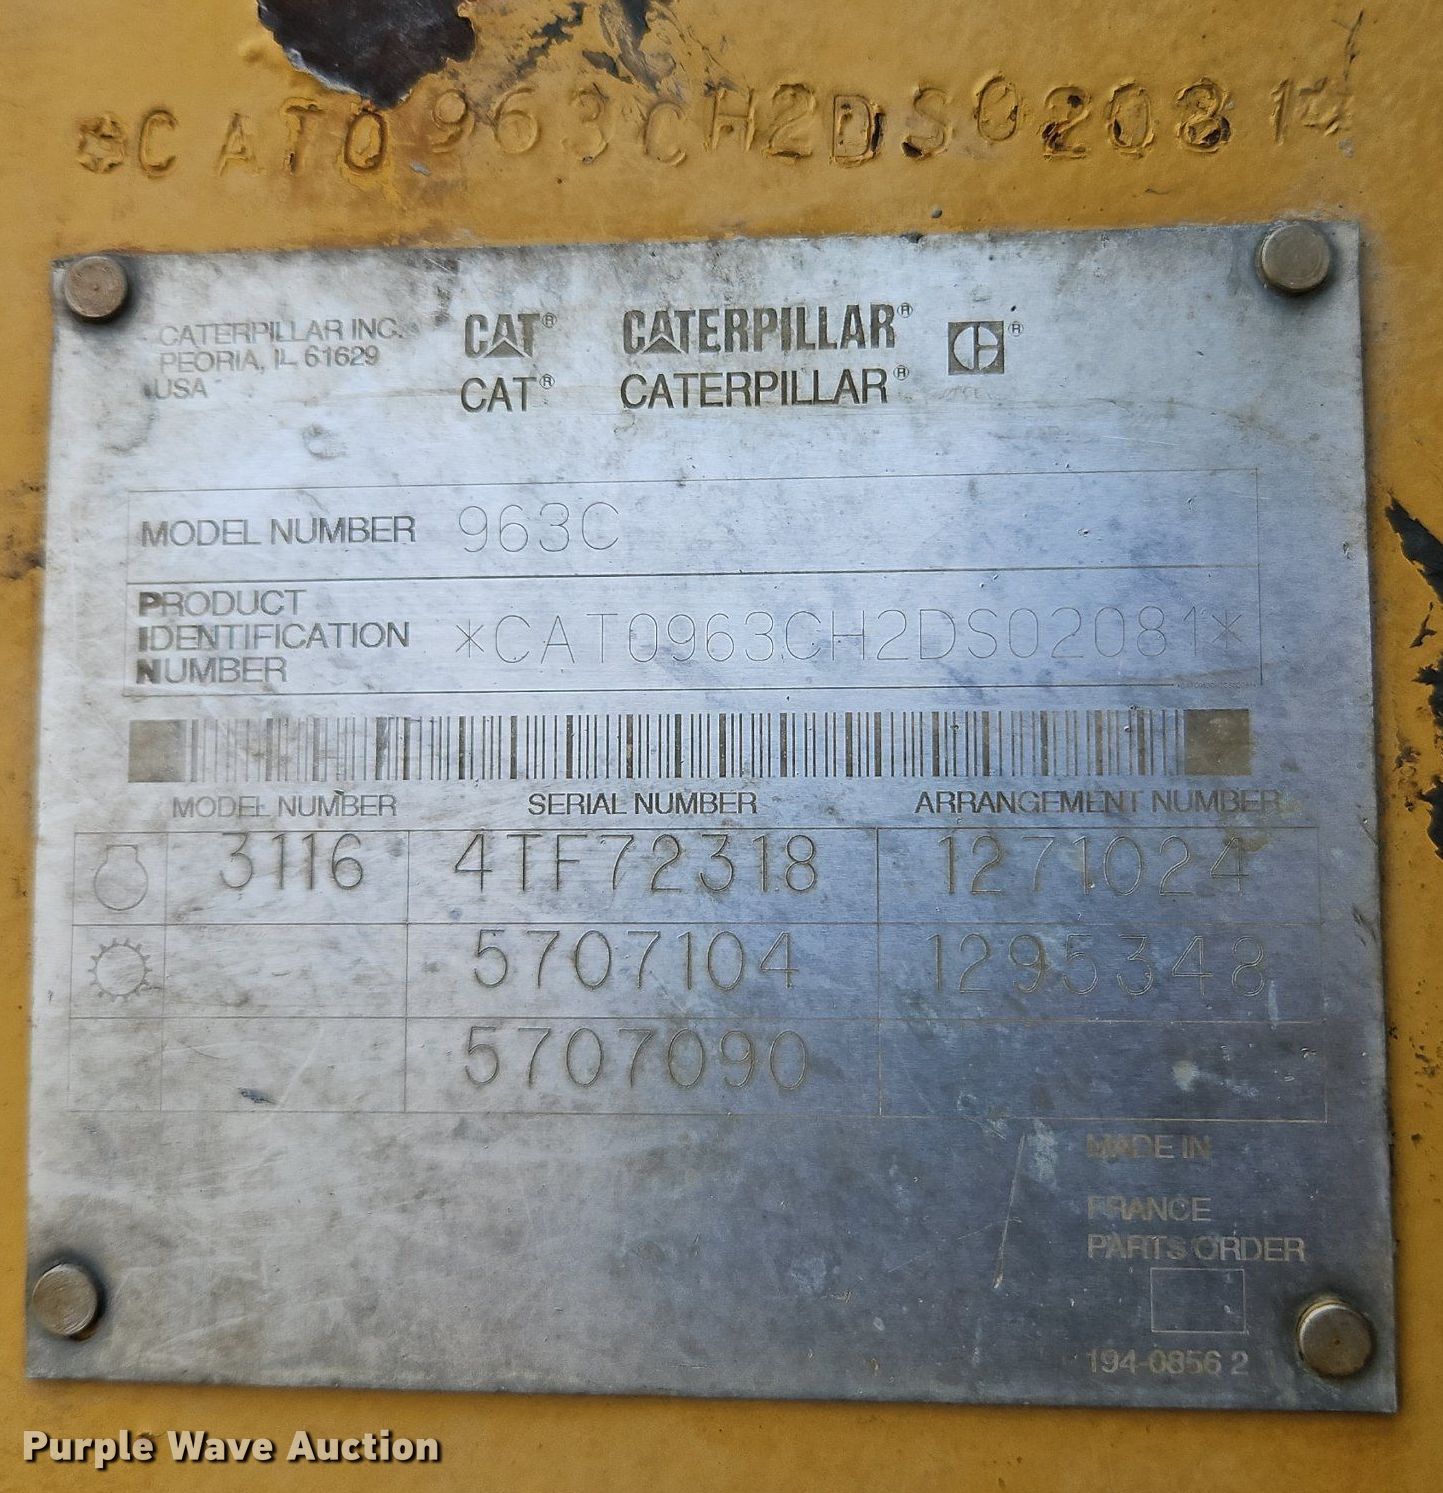 *CAT0963CH2DS02081*
CATERPILLAR INC.
PEORIA, IL 61629
USA
CAT® CATERPILLAR® ®
CAT® CATERPILLAR®
MODEL NUMBER 963C
PRODUCT
IDENTIFICATION
NUMBER
*CAT0963CH2DS02081*
MODEL NUMBER SERIAL NUMBER ARRANGEMENT NUMBER
3116 4TF72318 1271024
5707104 1295348
5707090
MADE IN
FRANCE
PARTS ORDER
194-0856 2
Purple Wave Auction